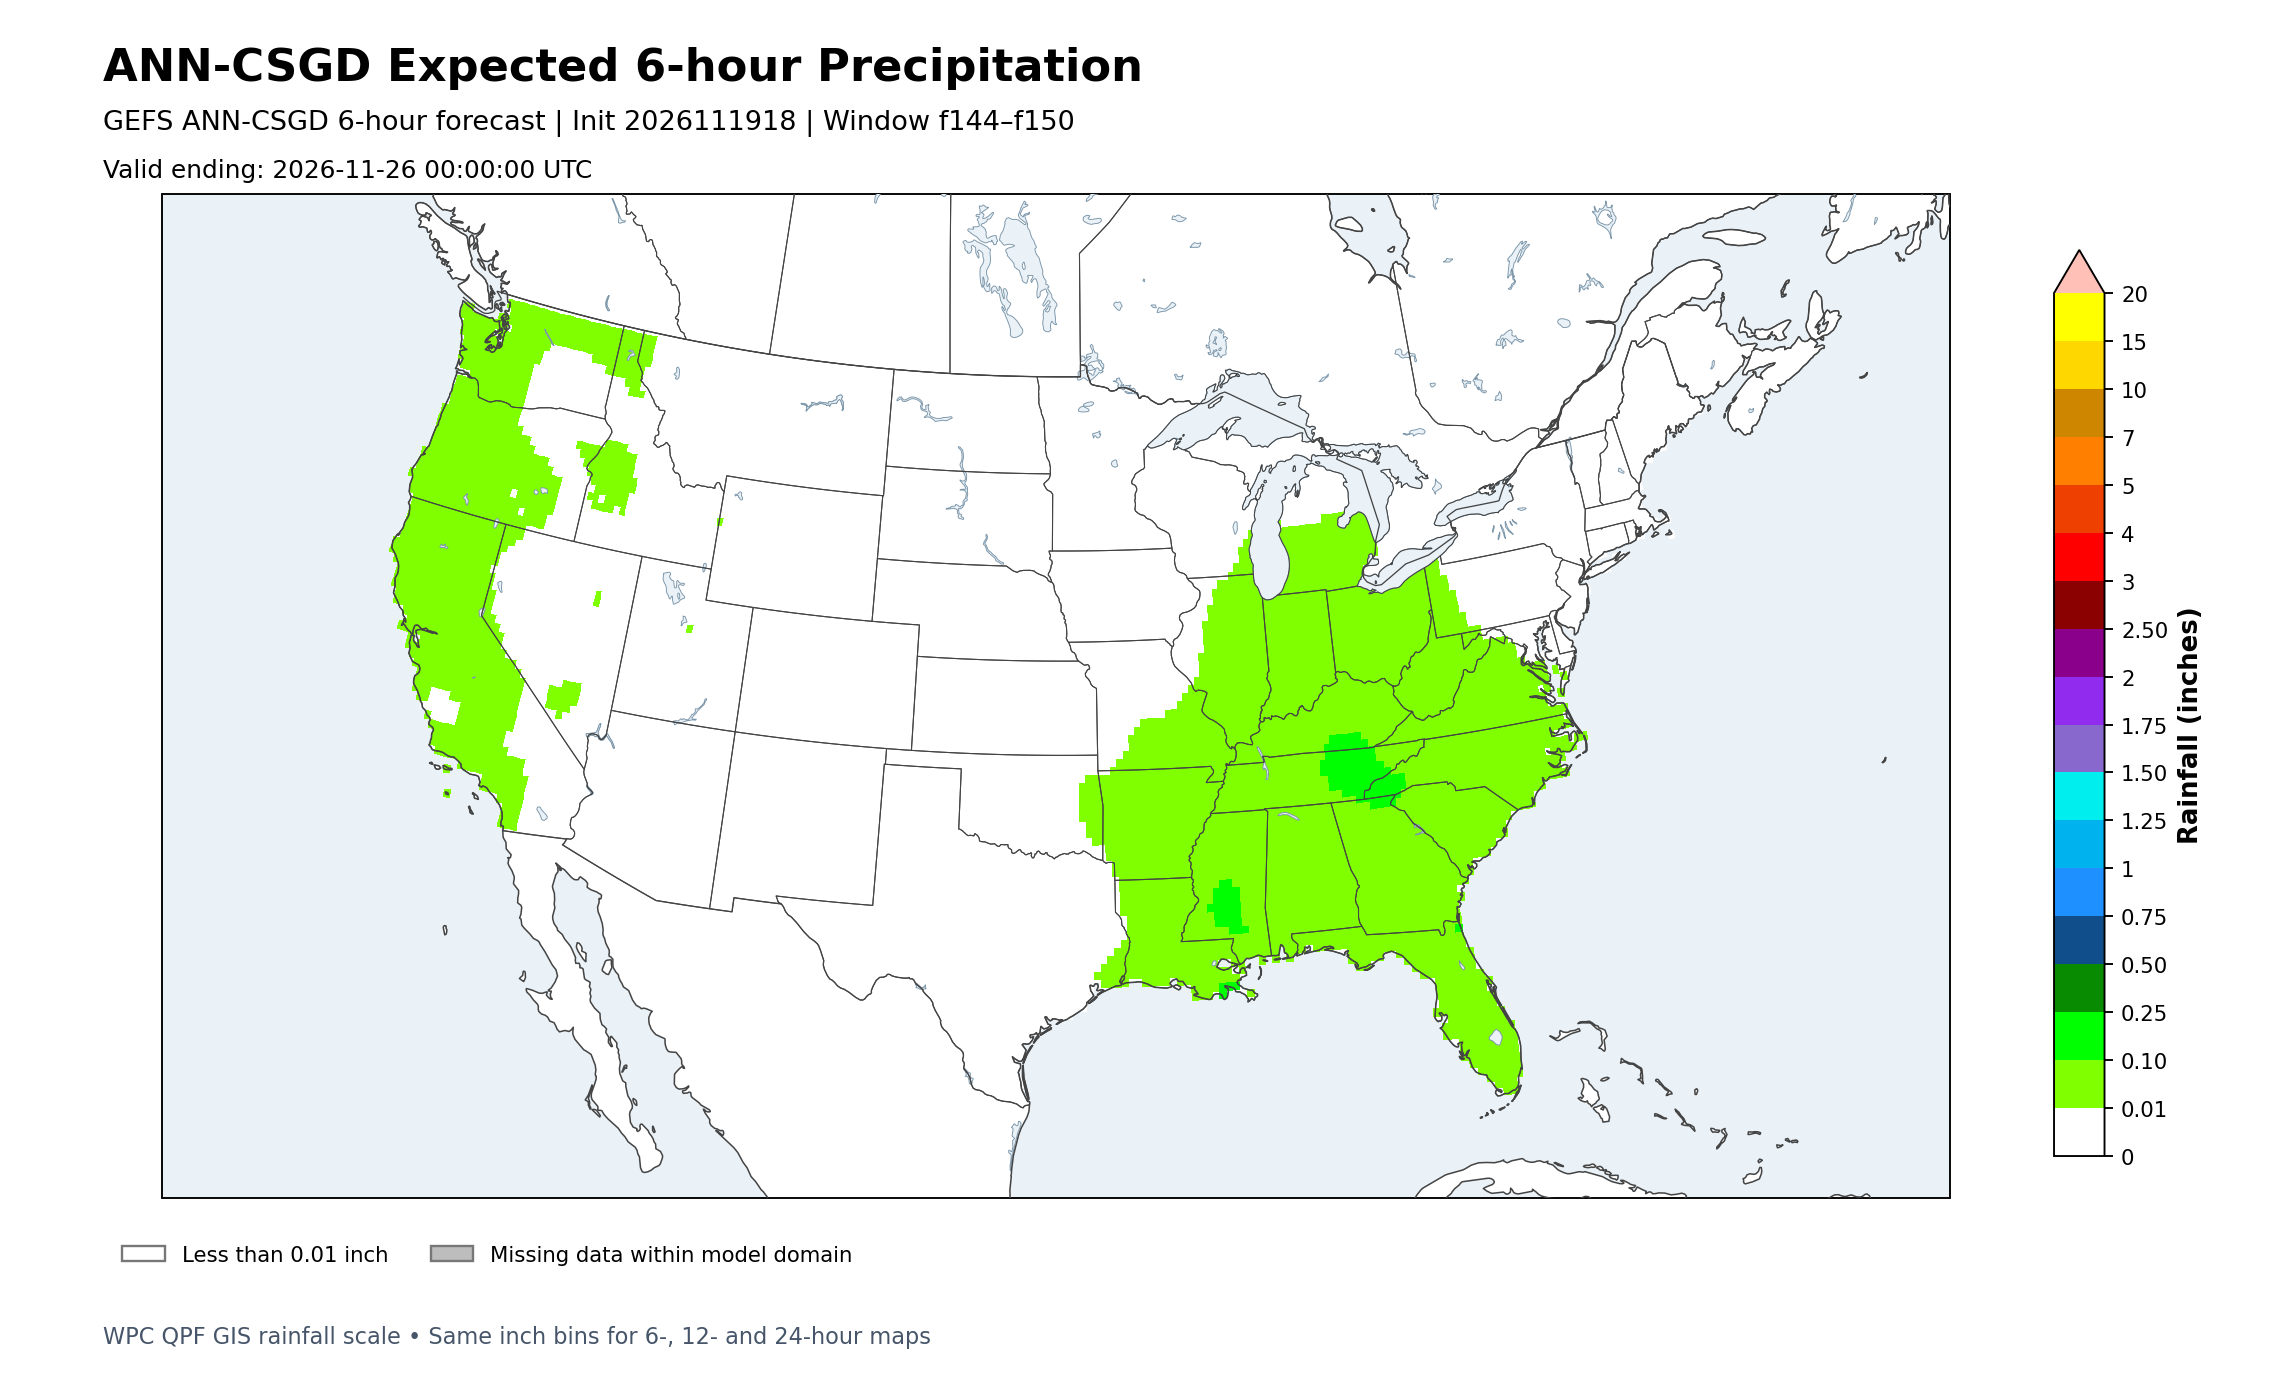 ANN-CSGD Expected 6-hour Precipitation
GEFS ANN-CSGD 6-hour forecast | Init 2026111918 | Window f144–f150
Valid ending: 2026-11-26 00:00:00 UTC
20
15
10
7
5
4
3
2.50
2
1.75
1.50
1.25
1
0.75
0.50
0.25
0.10
0.01
0
Rainfall (inches)
Less than 0.01 inch
Missing data within model domain
WPC QPF GIS rainfall scale • Same inch bins for 6-, 12- and 24-hour maps